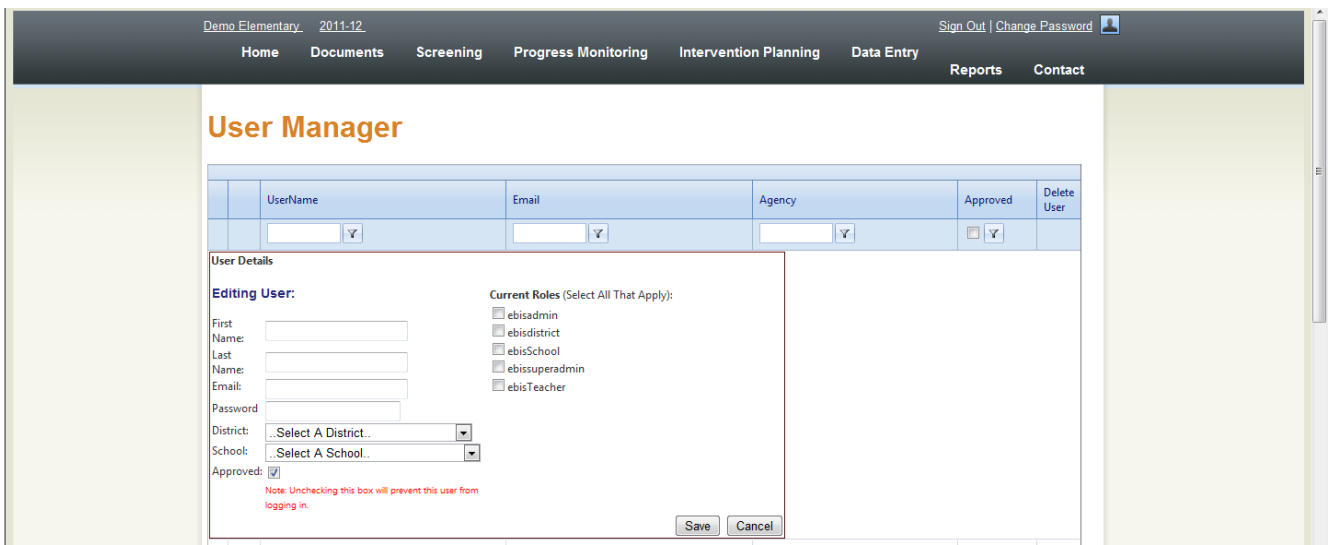 Demo Elementary 2011-12 Sign Out | Change Password
Home Documents Screening Progress Monitoring Intervention Planning Data Entry
Reports Contact
User Manager
UserName Email Agency Approved Delete User
User Details
Editing User:
Current Roles (Select All That Apply):
First Name:
Last Name:
Email:
Password
District: ..Select A District..
School: ..Select A School..
Approved:
Note: Unchecking this box will prevent this user from
logging in.
ebisadmin
ebisdistrict
ebisSchool
ebissuperadmin
ebisTeacher
Save Cancel